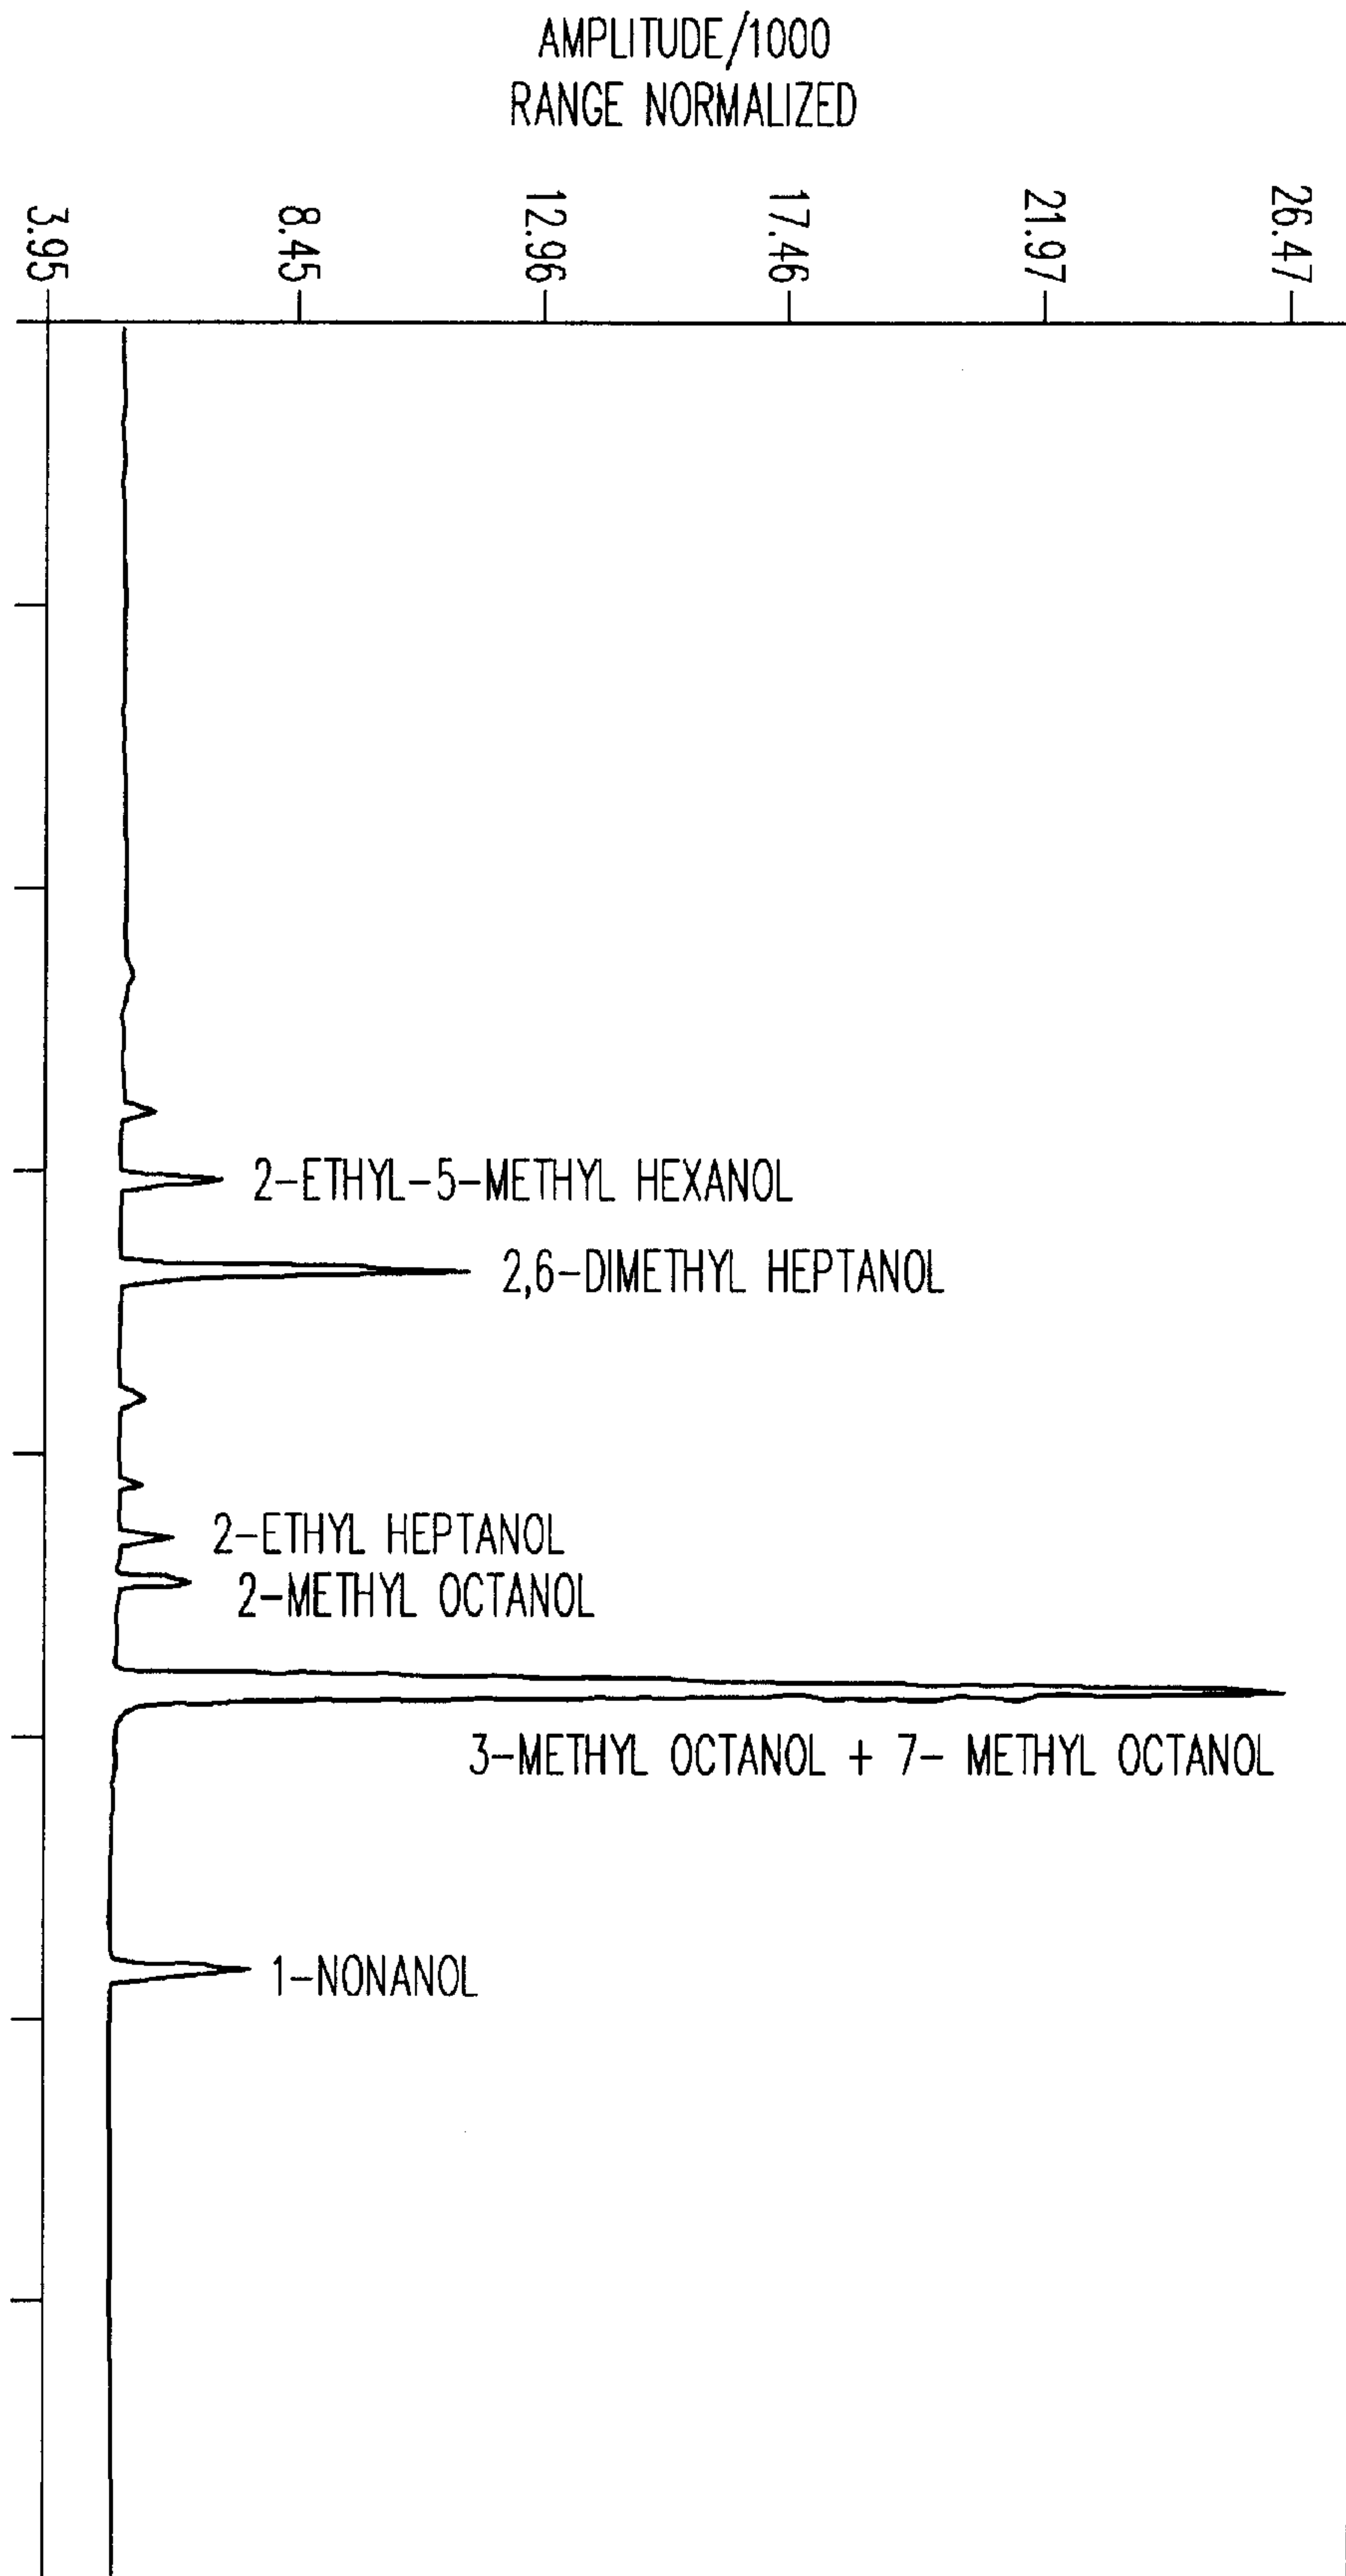 AMPLITUDE/1000
RANGE NORMALIZED
3.95
8.45
12.96
17.46
21.97
26.47
2-ETHYL-5-METHYL HEXANOL
2,6-DIMETHYL HEPTANOL
2-ETHYL HEPTANOL
2-METHYL OCTANOL
3-METHYL OCTANOL + 7- METHYL OCTANOL
1-NONANOL